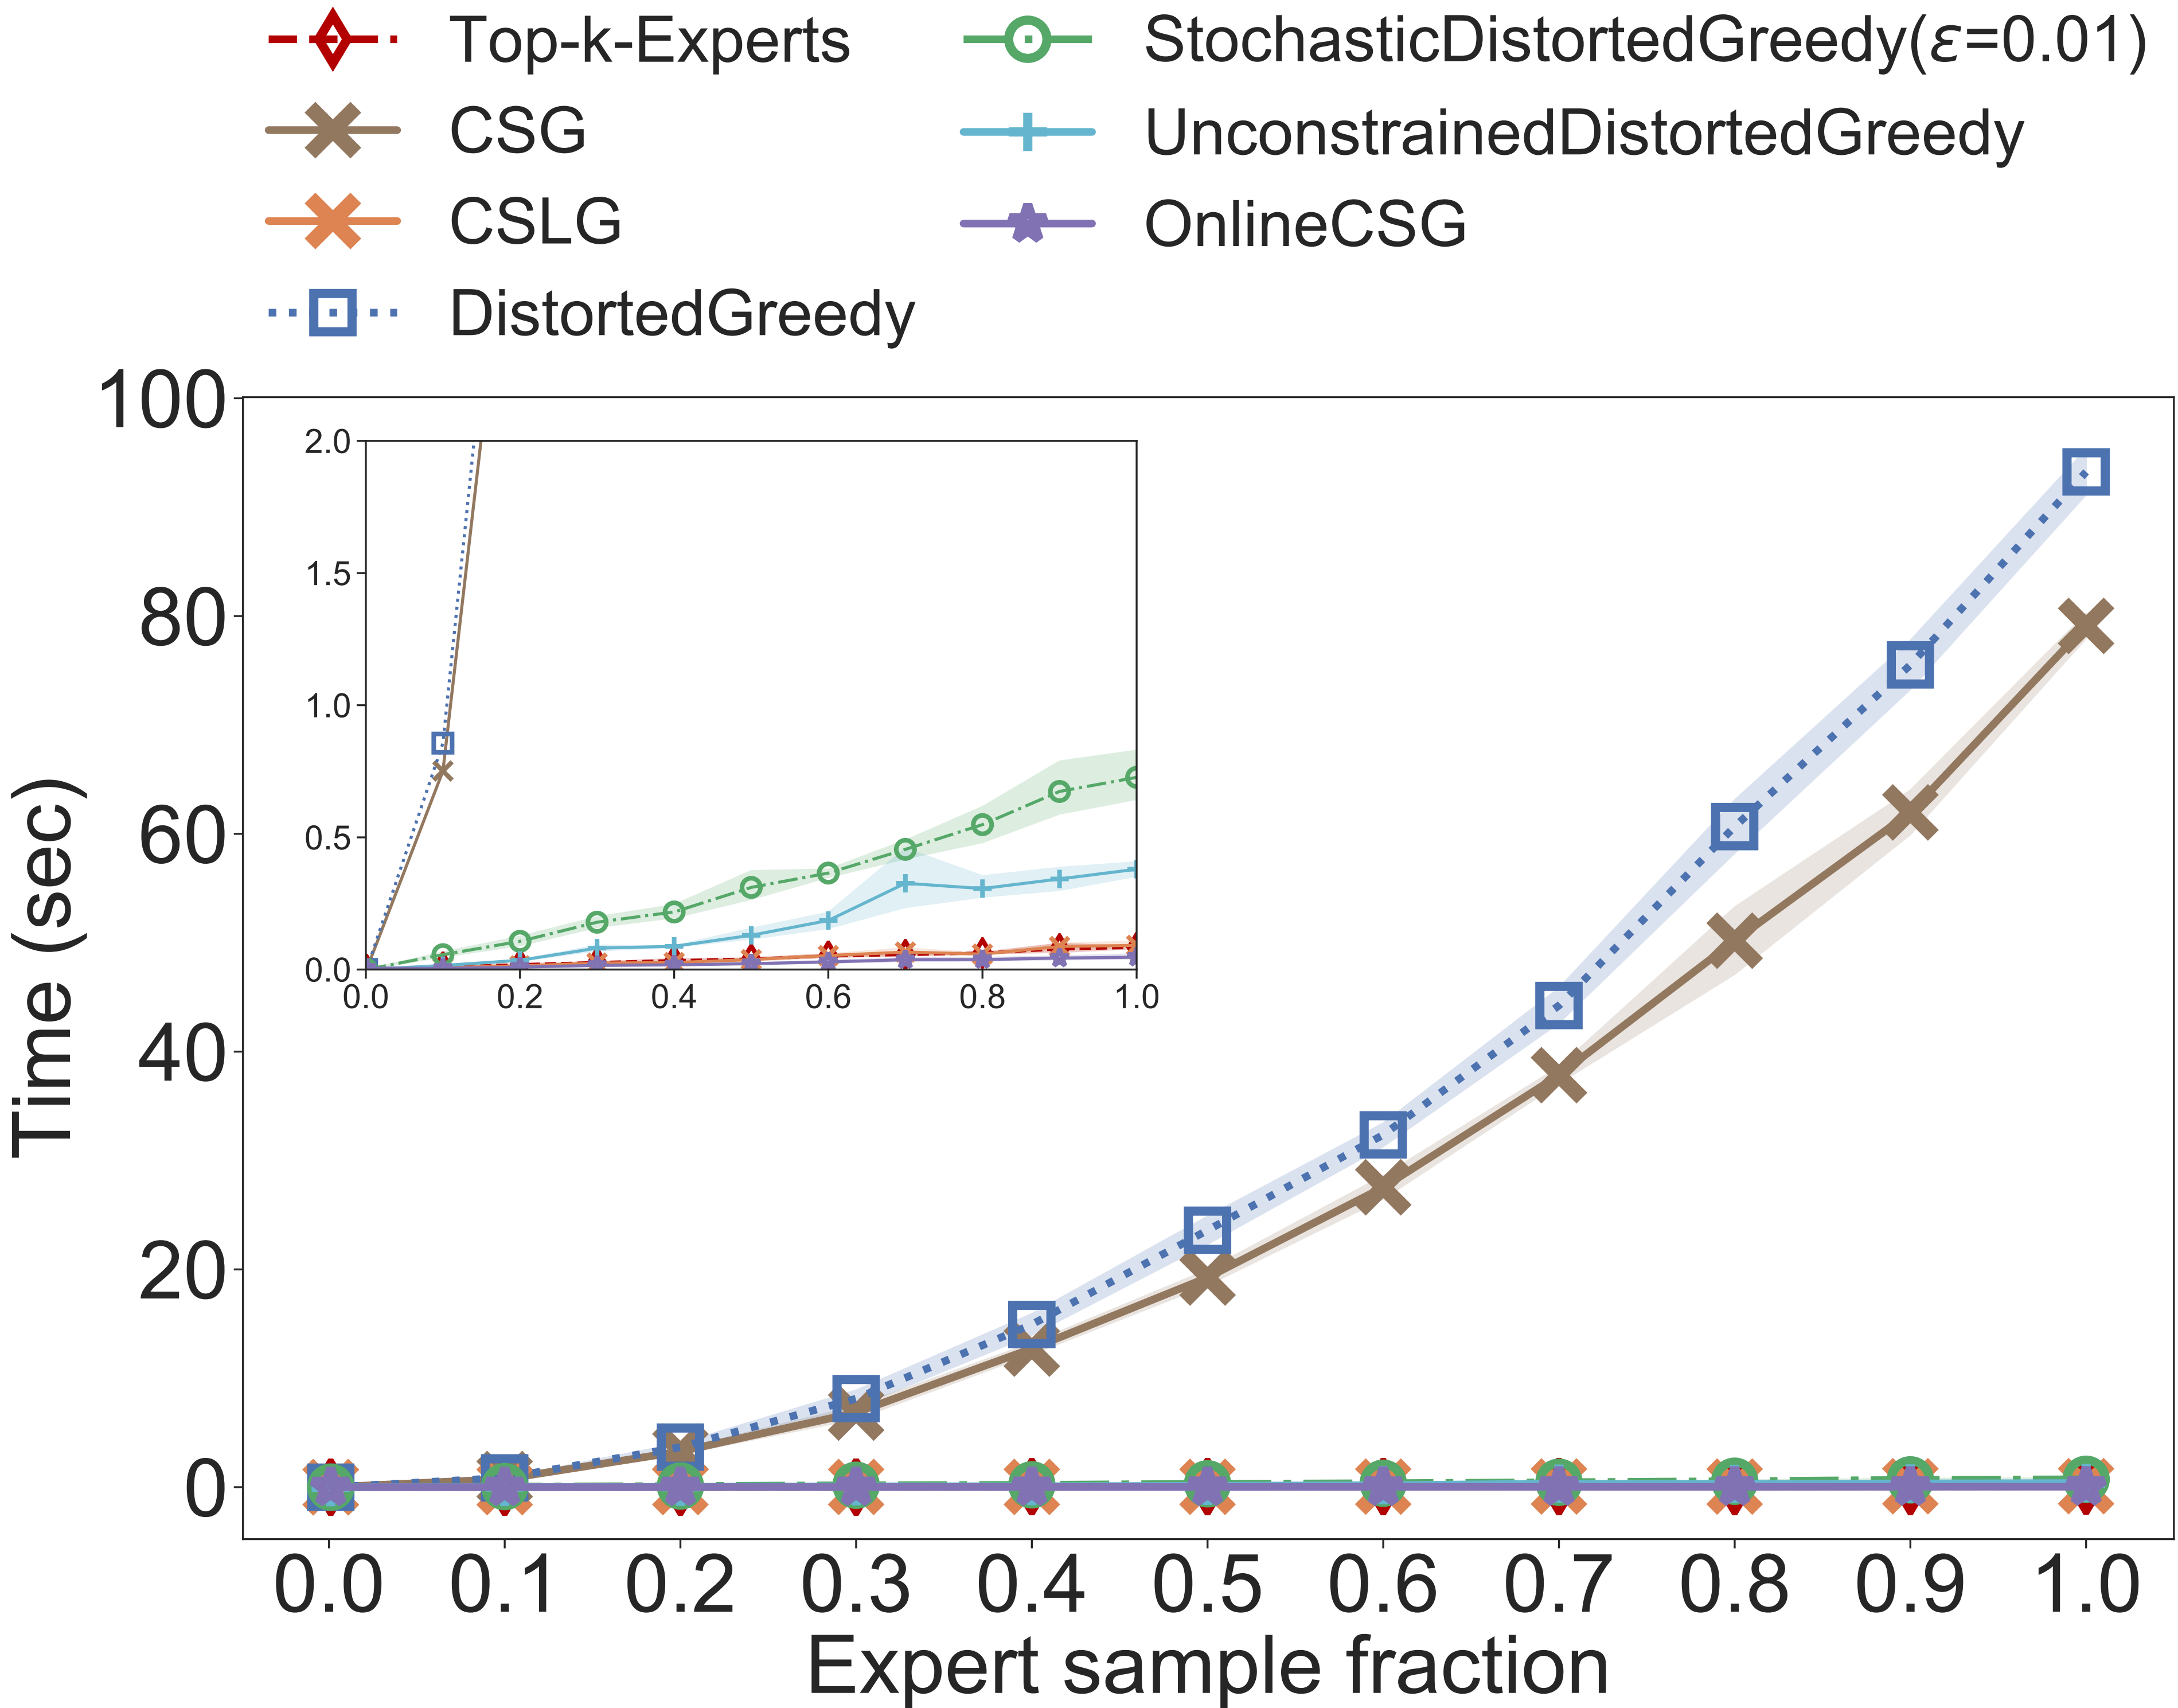 Top-k-Experts
CSG
CSLG
DistortedGreedy
StochasticDistortedGreedy(ε=0.01)
UnconstrainedDistortedGreedy
OnlineCSG
100
80
60
40
20
0
Time (sec)
2.0
1.5
1.0
0.5
0.0
0.0 0.2 0.4 0.6 0.8 1.0
0.0 0.1 0.2 0.3 0.4 0.5 0.6 0.7 0.8 0.9 1.0
Expert sample fraction